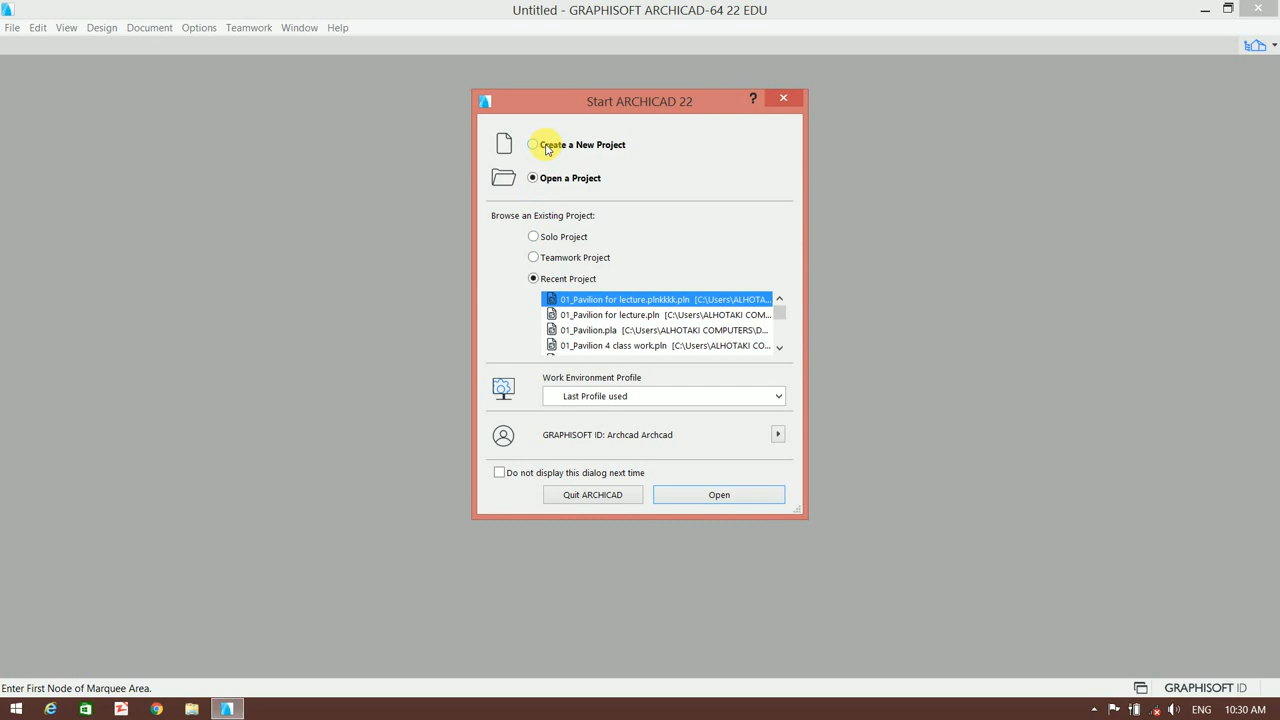 Untitled - GRAPHISOFT ARCHICAD-64 22 EDU
File Edit View Design Document Options Teamwork Window Help
Start ARCHICAD 22
?
Create a New Project
Open a Project
Browse an Existing Project:
Solo Project
Teamwork Project
Recent Project
01_Pavilion for lecture.plnkkkk.pln [C:\Users\ALHOTA...
01_Pavilion for lecture.pln [C:\Users\ALHOTAKI COM...
01_Pavilion.pla [C:\Users\ALHOTAKI COMPUTERS\D...
01_Pavilion 4 class work.pln [C:\Users\ALHOTAKI CO...
Work Environment Profile
Last Profile used
GRAPHISOFT ID: Archcad Archcad
Do not display this dialog next time
Quit ARCHICAD Open
Enter First Node of Marquee Area.
GRAPHISOFT ID
ENG 10:30 AM